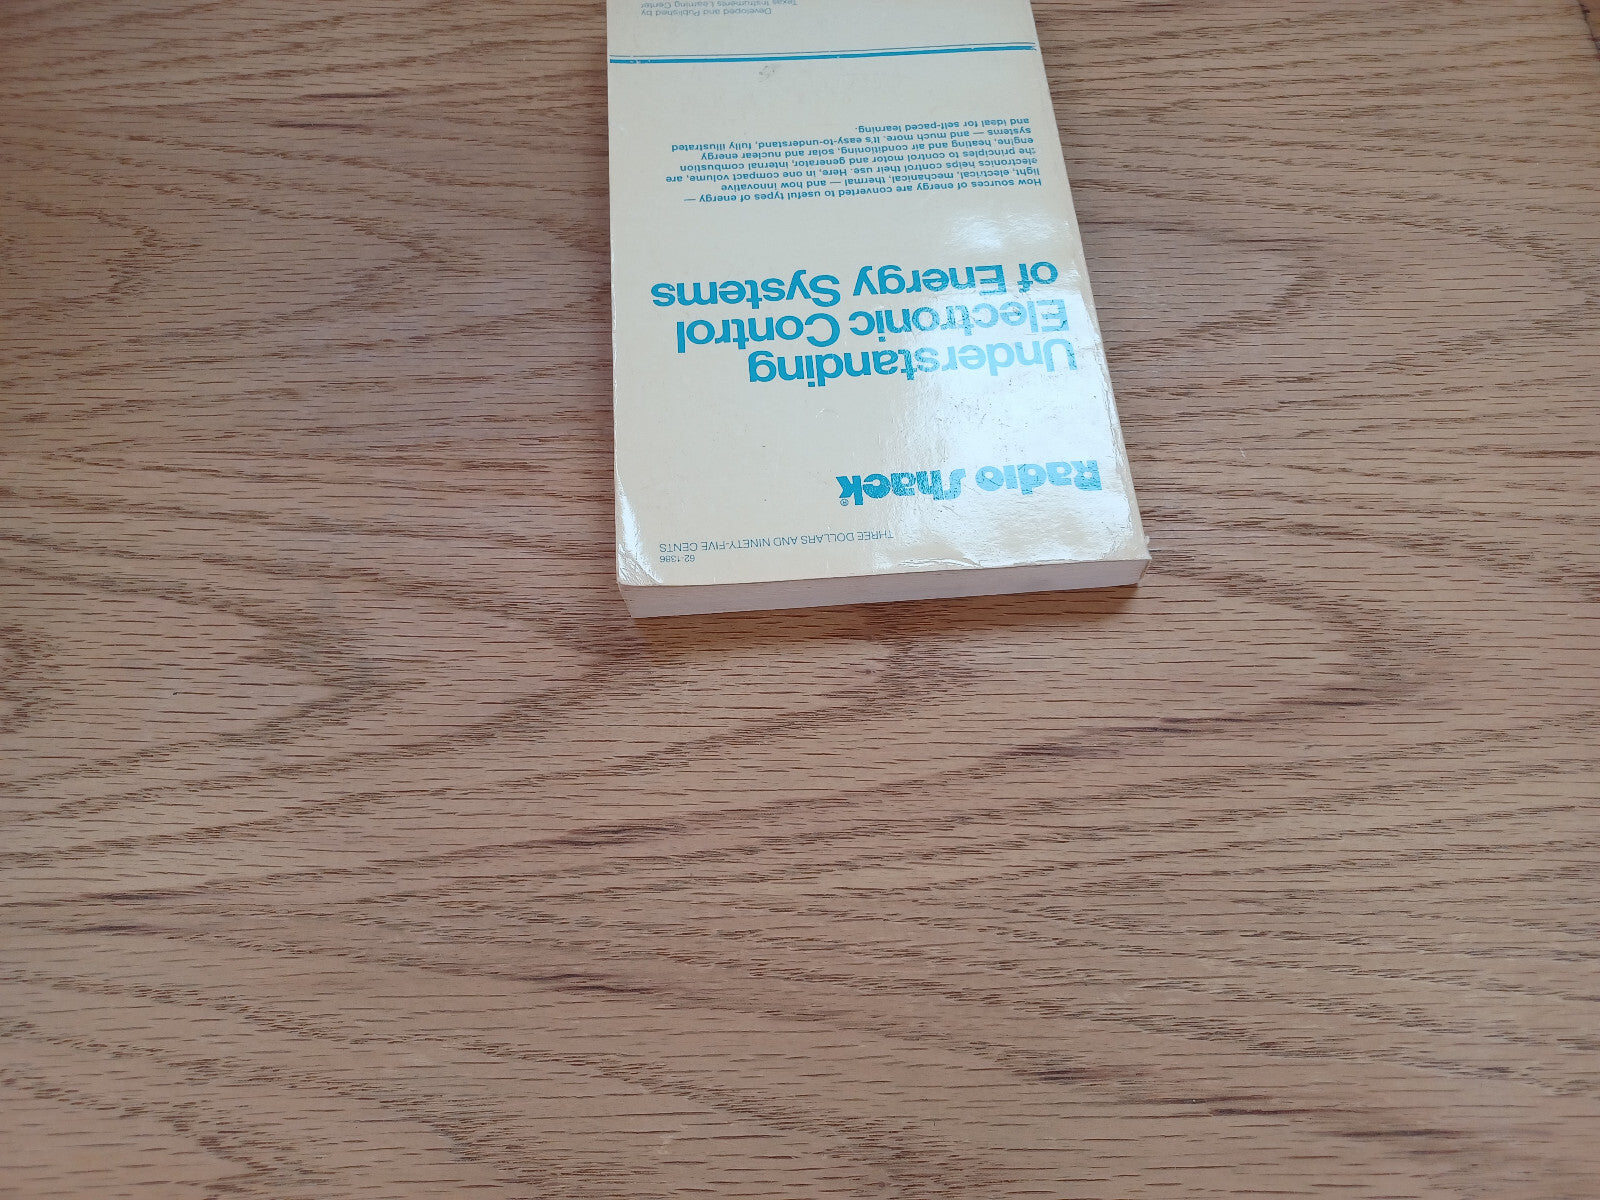 62-1386
THREE DOLLARS AND NINETY-FIVE CENTS
Radio Shack®
Understanding
Electronic Control
of Energy Systems
How sources of energy are converted to useful types of energy —
light, electrical, mechanical, thermal — and how innovative
electronics helps control their use. Here, in one compact volume, are
the principles to control motor and generator, internal combustion
engine, heating and air conditioning, solar and nuclear energy
systems — and much more. It's easy-to-understand, fully illustrated
and ideal for self-paced learning.
Developed and Published by
Texas Instruments Learning Center